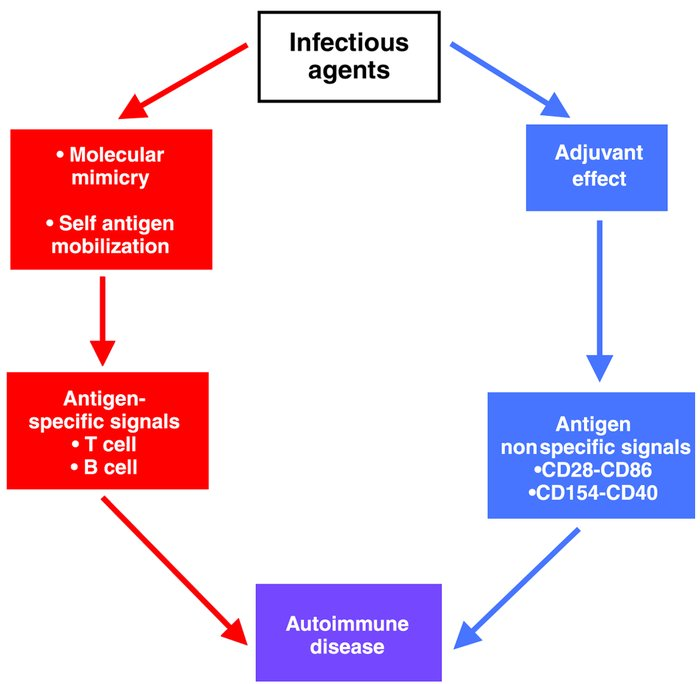 Infectious
agents
• Molecular
mimicry
• Self antigen
mobilization
Adjuvant
effect
Antigen-
specific signals
• T cell
• B cell
Antigen
nonspecific signals
•CD28-CD86
•CD154-CD40
Autoimmune
disease